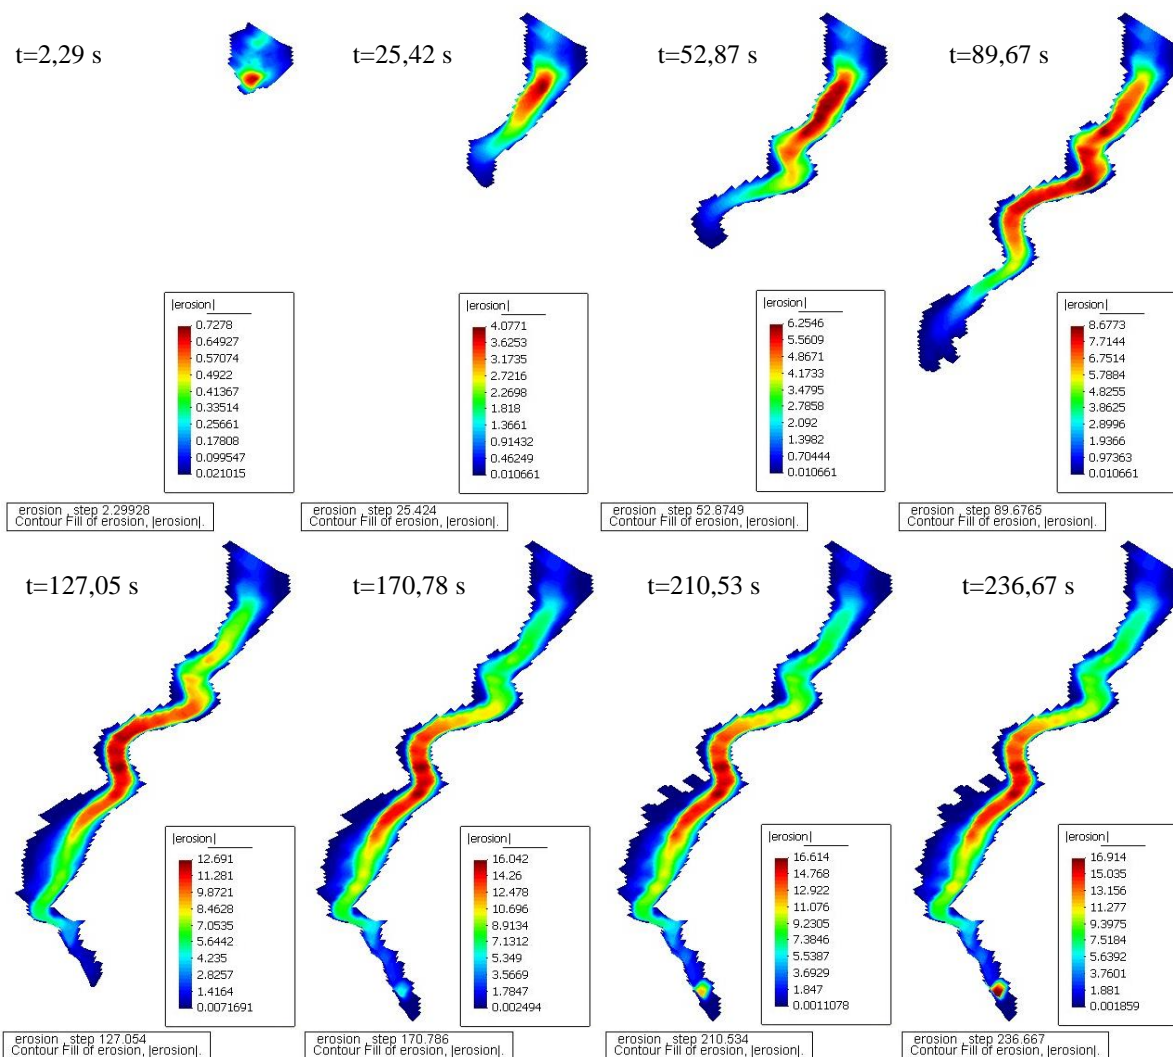 t=2,29 s
|erosion|
0.7278
0.64927
0.57074
0.4922
0.41367
0.33514
0.25661
0.17808
0.099547
0.021015
erosion , step 2.29928
Contour Fill of erosion, |erosion|.
t=25,42 s
|erosion|
4.0771
3.6253
3.1735
2.7216
2.2698
1.818
1.3661
0.91432
0.46249
0.010661
erosion , step 25.424
Contour Fill of erosion, |erosion|.
t=52,87 s
|erosion|
6.2546
5.5609
4.8671
4.1733
3.4795
2.7858
2.092
1.3982
0.70444
0.010661
erosion , step 52.8749
Contour Fill of erosion, |erosion|.
t=89,67 s
|erosion|
8.6773
7.7144
6.7514
5.7884
4.8255
3.8625
2.8996
1.9366
0.97363
0.010661
erosion , step 89.6765
Contour Fill of erosion, |erosion|.
t=127,05 s
|erosion|
12.691
11.281
9.8721
8.4628
7.0535
5.6442
4.235
2.8257
1.4164
0.0071691
erosion , step 127.054
Contour Fill of erosion, |erosion|.
t=170,78 s
|erosion|
16.042
14.26
12.478
10.696
8.9134
7.1312
5.349
3.5669
1.7847
0.002494
erosion , step 170.786
Contour Fill of erosion, |erosion|.
t=210,53 s
|erosion|
16.614
14.768
12.922
11.076
9.2305
7.3846
5.5387
3.6929
1.847
0.0011078
erosion , step 210.534
Contour Fill of erosion, |erosion|.
t=236,67 s
|erosion|
16.914
15.035
13.156
11.277
9.3975
7.5184
5.6392
3.7601
1.881
0.001859
erosion , step 236.667
Contour Fill of erosion, |erosion|.